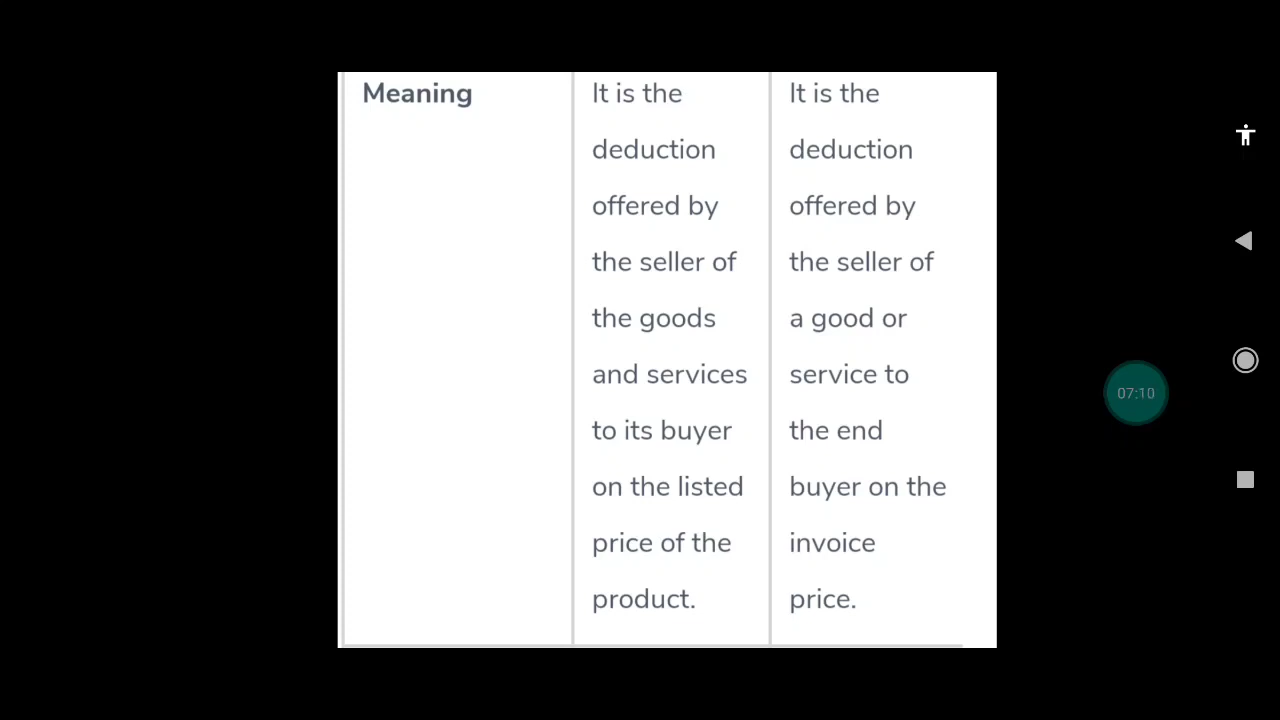 Meaning
It is the
deduction
offered by
the seller of
the goods
and services
to its buyer
on the listed
price of the
product.
It is the
deduction
offered by
the seller of
a good or
service to
the end
buyer on the
invoice
price.
07:10